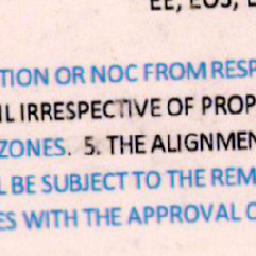 EE, EUS,
TION OR NOC FROM RESP
IL IRRESPECTIVE OF PROP
ZONES. 5. THE ALIGNMEN
L BE SUBJECT TO THE REM
ES WITH THE APPROVAL O